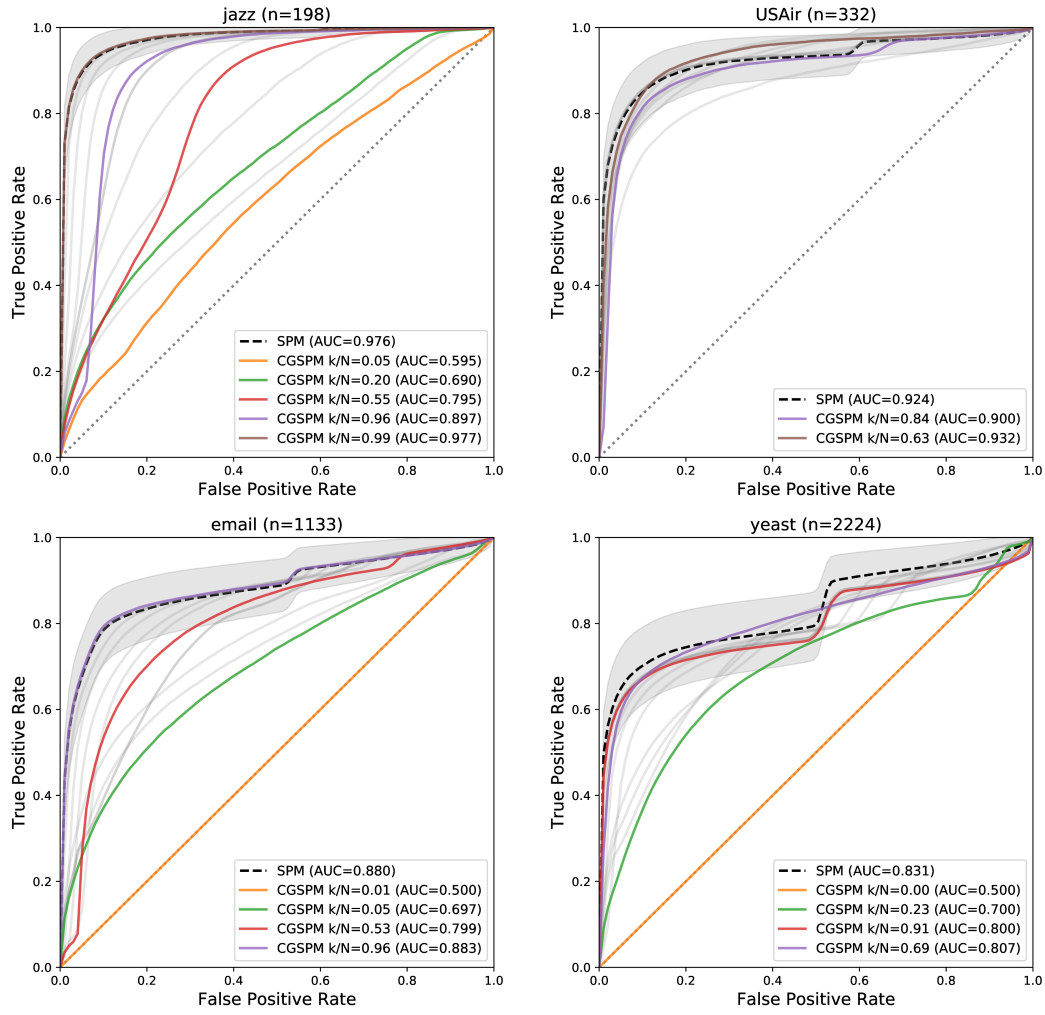 jazz (n=198)
True Positive Rate
1.0
0.8
0.6
0.4
0.2
0.0
SPM (AUC=0.976)
CGSPM k/N=0.05 (AUC=0.595)
CGSPM k/N=0.20 (AUC=0.690)
CGSPM k/N=0.55 (AUC=0.795)
CGSPM k/N=0.96 (AUC=0.897)
CGSPM k/N=0.99 (AUC=0.977)
0.0 0.2 0.4 0.6 0.8 1.0
False Positive Rate
USAir (n=332)
True Positive Rate
1.0
0.8
0.6
0.4
0.2
0.0
SPM (AUC=0.924)
CGSPM k/N=0.84 (AUC=0.900)
CGSPM k/N=0.63 (AUC=0.932)
0.0 0.2 0.4 0.6 0.8 1.0
False Positive Rate
email (n=1133)
True Positive Rate
1.0
0.8
0.6
0.4
0.2
0.0
SPM (AUC=0.880)
CGSPM k/N=0.01 (AUC=0.500)
CGSPM k/N=0.05 (AUC=0.697)
CGSPM k/N=0.53 (AUC=0.799)
CGSPM k/N=0.96 (AUC=0.883)
0.0 0.2 0.4 0.6 0.8 1.0
False Positive Rate
yeast (n=2224)
True Positive Rate
1.0
0.8
0.6
0.4
0.2
0.0
SPM (AUC=0.831)
CGSPM k/N=0.00 (AUC=0.500)
CGSPM k/N=0.23 (AUC=0.700)
CGSPM k/N=0.91 (AUC=0.800)
CGSPM k/N=0.69 (AUC=0.807)
0.0 0.2 0.4 0.6 0.8 1.0
False Positive Rate